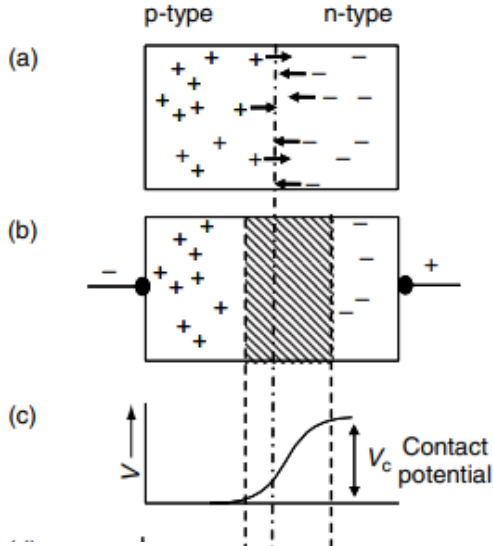 p-type n-type
(a)
(b)
− +
(c)
V
Vc Contact
potential